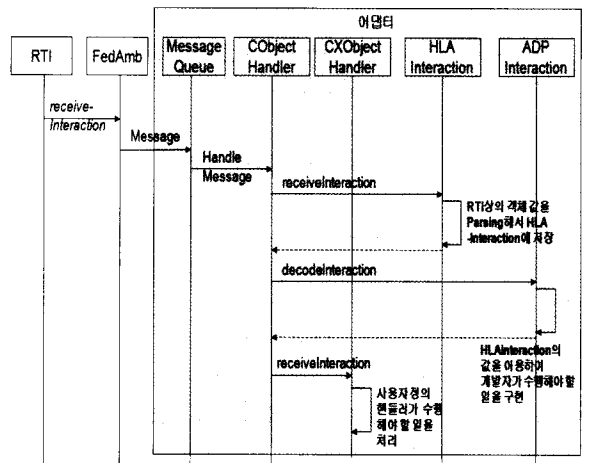 어댑터
RTI
FedAmb
Message
Queue
CObject
Handler
CXObject
Handler
HLA
Interaction
ADP
Interaction
receive-
Interaction
Message
Handle
Message
receiveInteraction
RTI상의 객체 값을
Parsing해서 HLA
-Interaction에 저장
decodeInteraction
HLAInteraction의
값을 이용하여
개발자가 수행해야 할
일을 구현
receiveInteraction
사용자 정의
핸들러가 수행
해야 할 일을
처리